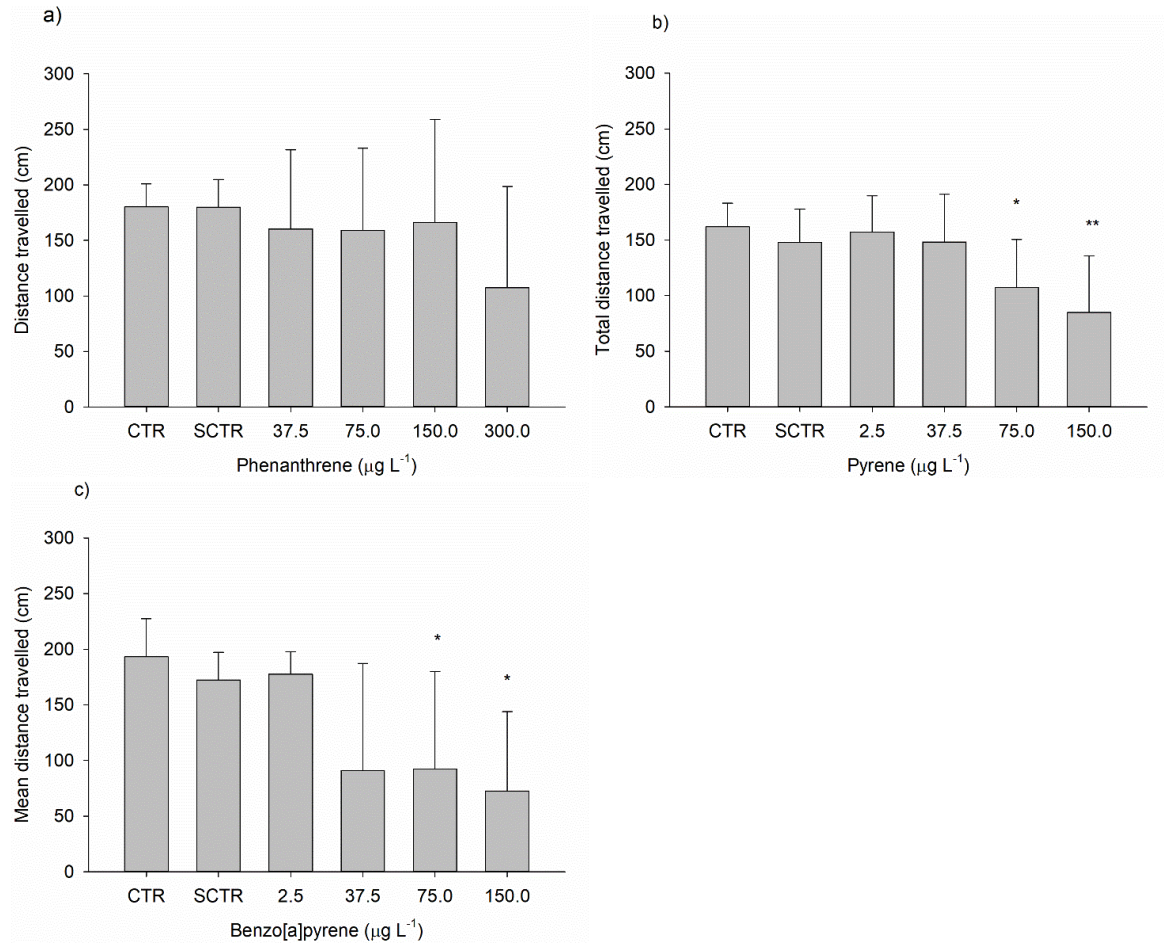 a)
300
250
200
150
100
50
0
Distance travelled (cm)
CTR SCTR 37.5 75.0 150.0 300.0
Phenanthrene (μg L⁻¹)
b)
300
250
200
150
100
50
0
Total distance travelled (cm)
*
**
CTR SCTR 2.5 37.5 75.0 150.0
Pyrene (μg L⁻¹)
c)
300
250
200
150
100
50
0
Mean distance travelled (cm)
*
*
CTR SCTR 2.5 37.5 75.0 150.0
Benzo[a]pyrene (μg L⁻¹)